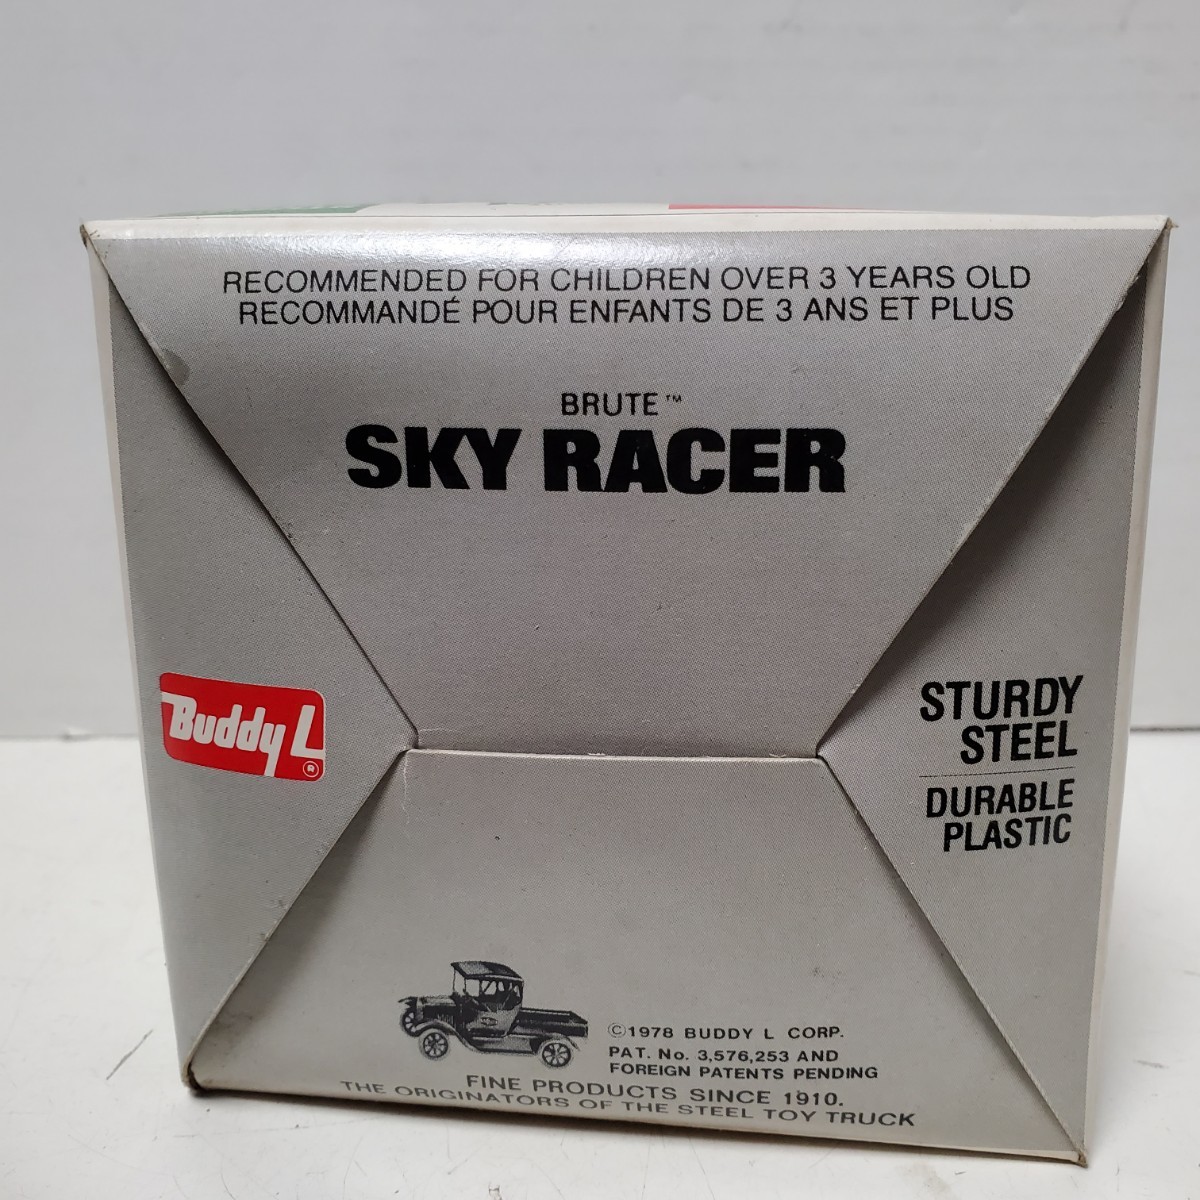 RECOMMENDED FOR CHILDREN OVER 3 YEARS OLD
RECOMMANDÉ POUR ENFANTS DE 3 ANS ET PLUS
BRUTE™
SKY RACER
Buddy L®
STURDY
STEEL
DURABLE
PLASTIC
©1978 BUDDY L CORP.
PAT. No. 3,576,253 AND
FOREIGN PATENTS PENDING
FINE PRODUCTS SINCE 1910.
THE ORIGINATORS OF THE STEEL TOY TRUCK